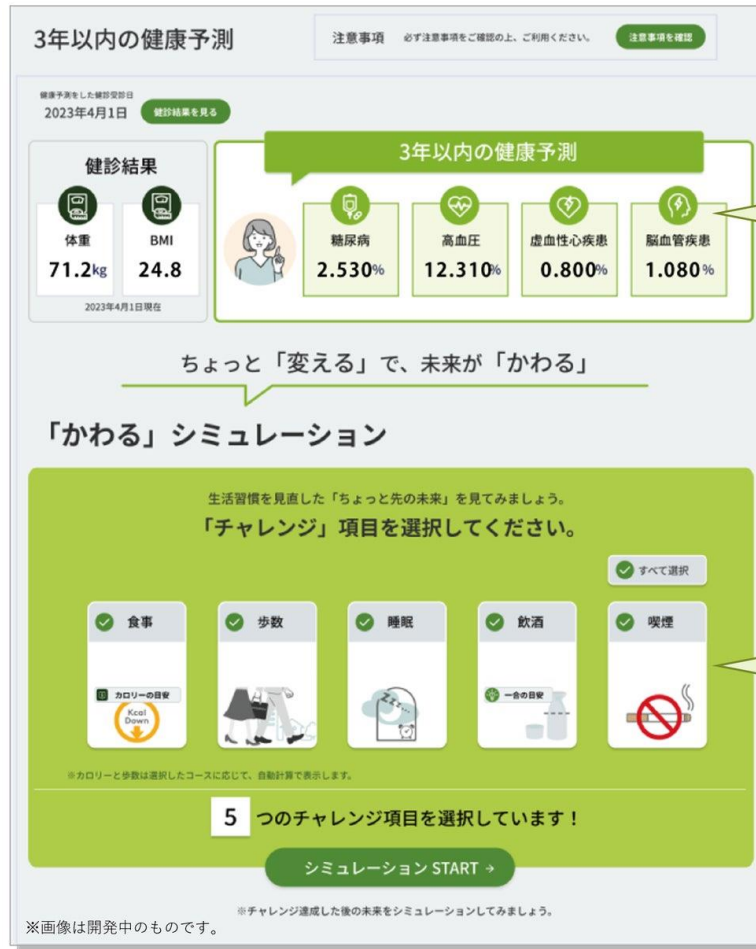 3年以内の健康予測
注意事項 必ず注意事項をご確認の上、ご利用ください。 注意事項を確認
健康予測をした健診受診日
2023年4月1日 健診結果を見る
健診結果
体重
71.2kg
BMI
24.8
2023年4月1日現在
3年以内の健康予測
糖尿病
2.530%
高血圧
12.310%
虚血性心疾患
0.800%
脳血管疾患
1.080%
ちょっと「変える」で、未来が「かわる」
「かわる」シミュレーション
生活習慣を見直した「ちょっと先の未来」を見てみましょう。
「チャレンジ」項目を選択してください。
すべて選択
食事
カロリーの目安
Kcal
Down
歩数
睡眠
zzz...
飲酒
一合の目安
喫煙
※カロリーと歩数は選択したコースに応じて、自動計算で表示します。
5 つのチャレンジ項目を選択しています！
シミュレーション START →
※チャレンジ達成した後の未来をシミュレーションしてみましょう。
※画像は開発中のものです。